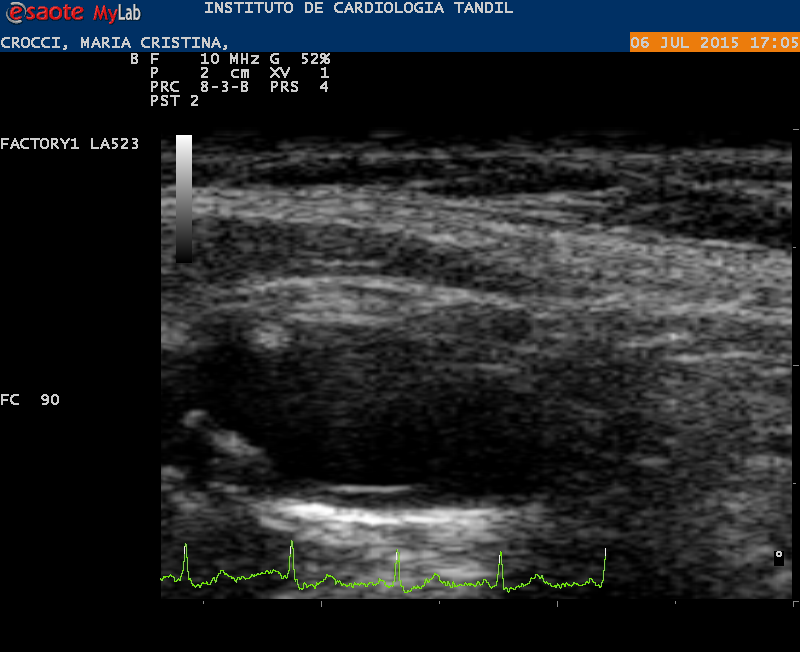 esaote MyLab
INSTITUTO DE CARDIOLOGIA TANDIL
CROCCI, MARIA CRISTINA,
06 JUL 2015 17:05
B F 10 MHz G 52%
P 2 cm XV 1
PRC 8-3-B PRS 4
PST 2
FACTORY1 LA523
FC 90